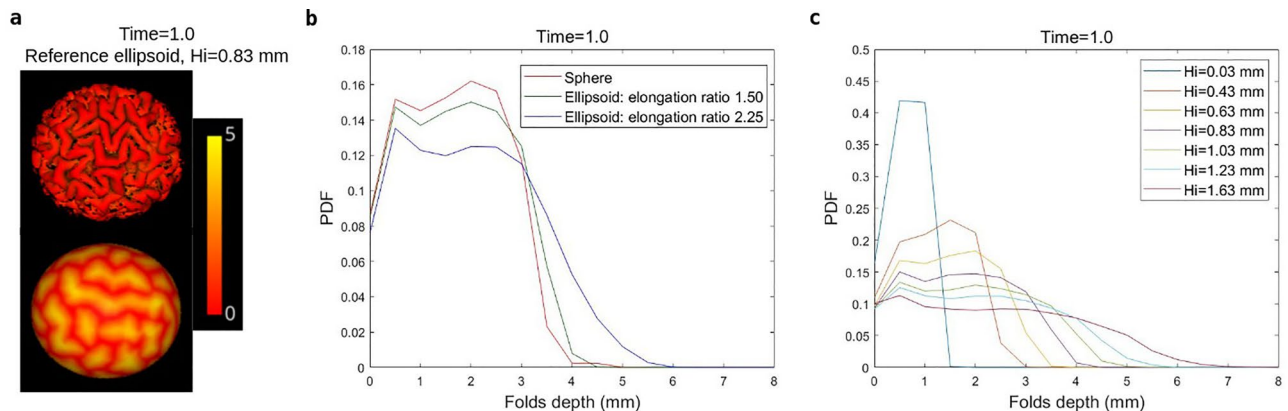 a
Time=1.0
Reference ellipsoid, Hi=0.83 mm
5
0
b
Time=1.0
0.18
0.16
0.14
0.12
0.1
0.08
0.06
0.04
0.02
0
PDF
Sphere
Ellipsoid: elongation ratio 1.50
Ellipsoid: elongation ratio 2.25
0 1 2 3 4 5 6 7 8
Folds depth (mm)
c
Time=1.0
0.5
0.45
0.4
0.35
0.3
0.25
0.2
0.15
0.1
0.05
0
PDF
Hi=0.03 mm
Hi=0.43 mm
Hi=0.63 mm
Hi=0.83 mm
Hi=1.03 mm
Hi=1.23 mm
Hi=1.63 mm
0 1 2 3 4 5 6 7 8
Folds depth (mm)